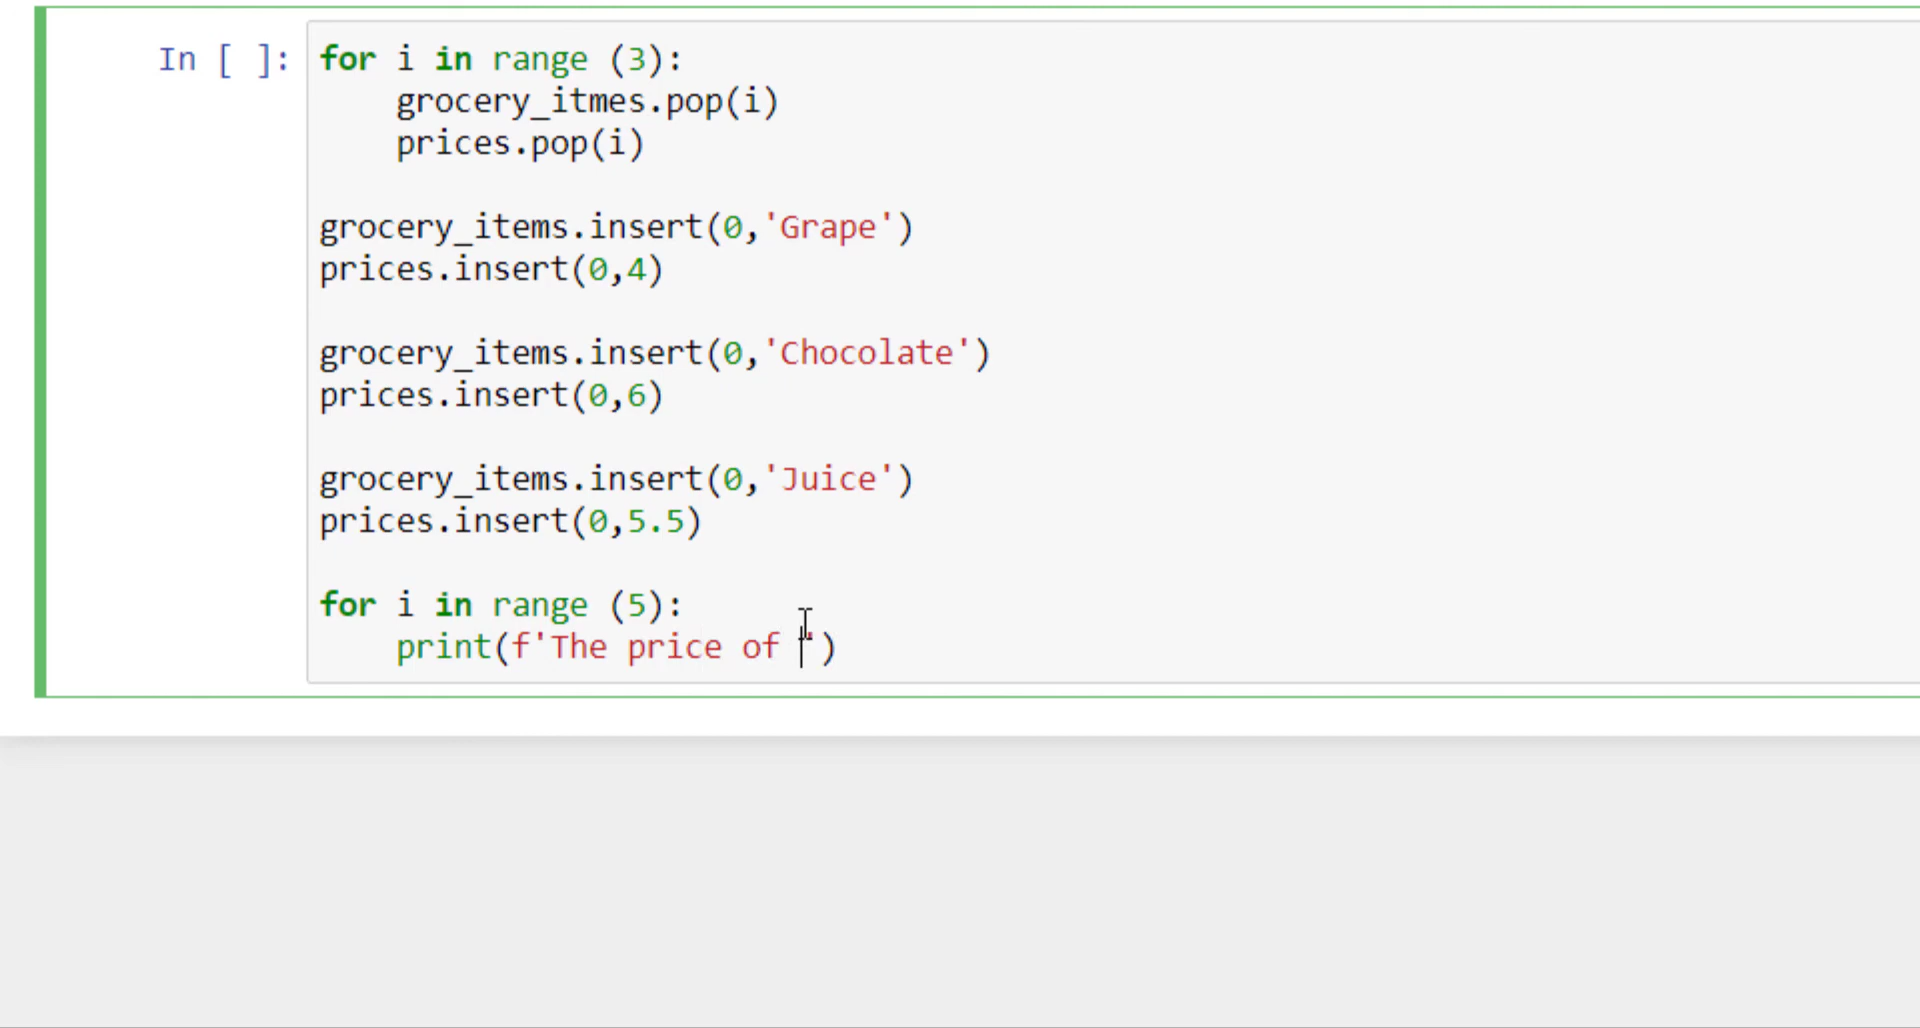 In [ ]: for i in range (3):
    grocery_itmes.pop(i)
    prices.pop(i)

grocery_items.insert(0,'Grape')
prices.insert(0,4)

grocery_items.insert(0,'Chocolate')
prices.insert(0,6)

grocery_items.insert(0,'Juice')
prices.insert(0,5.5)

for i in range (5):
    print(f'The price of ')